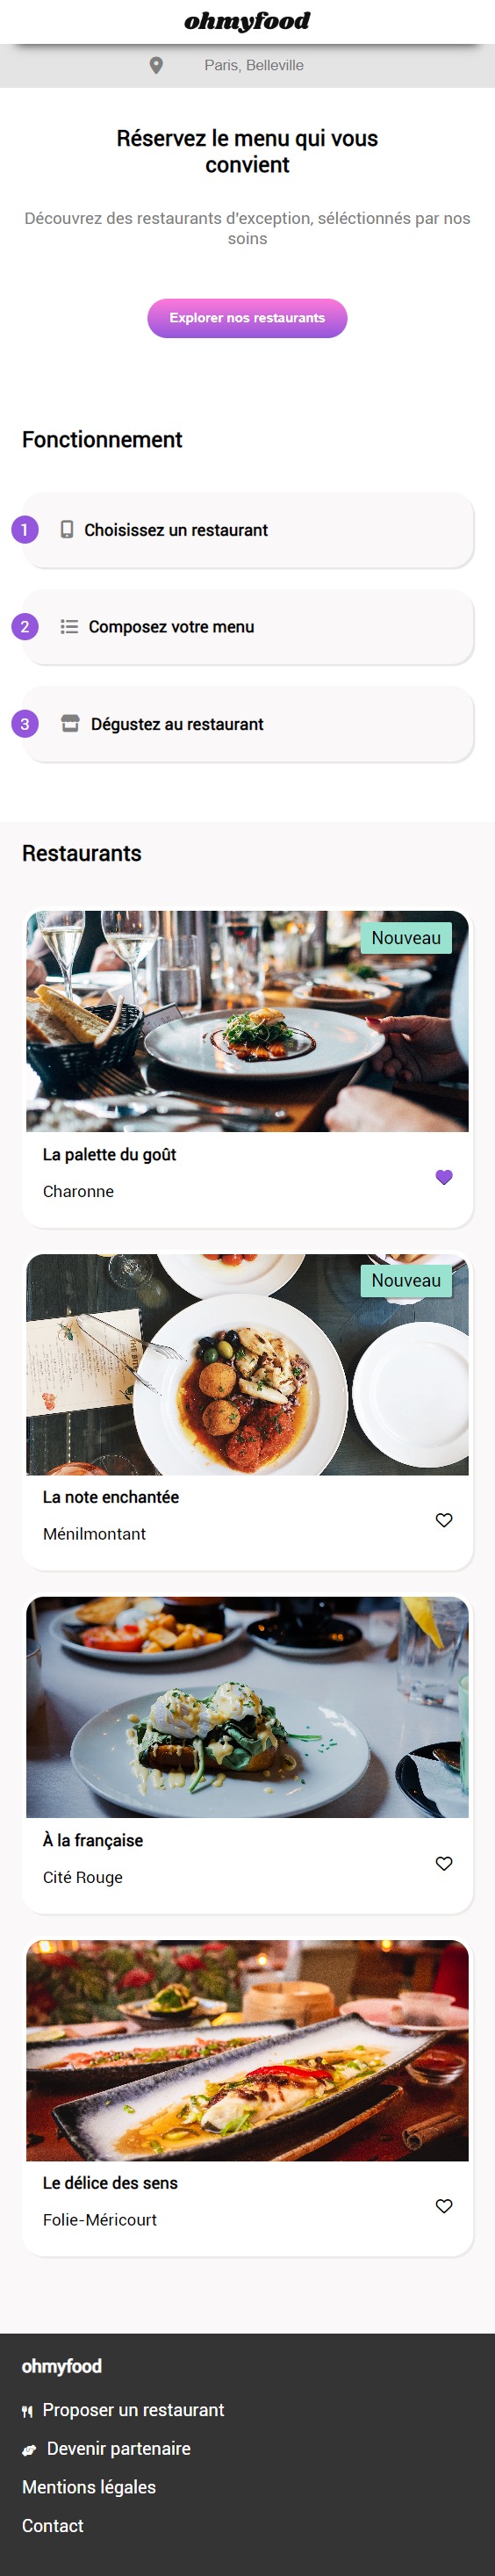 ohmyfood
Paris, Belleville
Réservez le menu qui vous
convient
Découvrez des restaurants d'exception, séléctionnés par nos
soins
Explorer nos restaurants
Fonctionnement
1 Choisissez un restaurant
2 Composez votre menu
3 Dégustez au restaurant
Restaurants
Nouveau
La palette du goût
Charonne
Nouveau
La note enchantée
Ménilmontant
À la française
Cité Rouge
Le délice des sens
Folie-Méricourt
ohmyfood
Proposer un restaurant
Devenir partenaire
Mentions légales
Contact